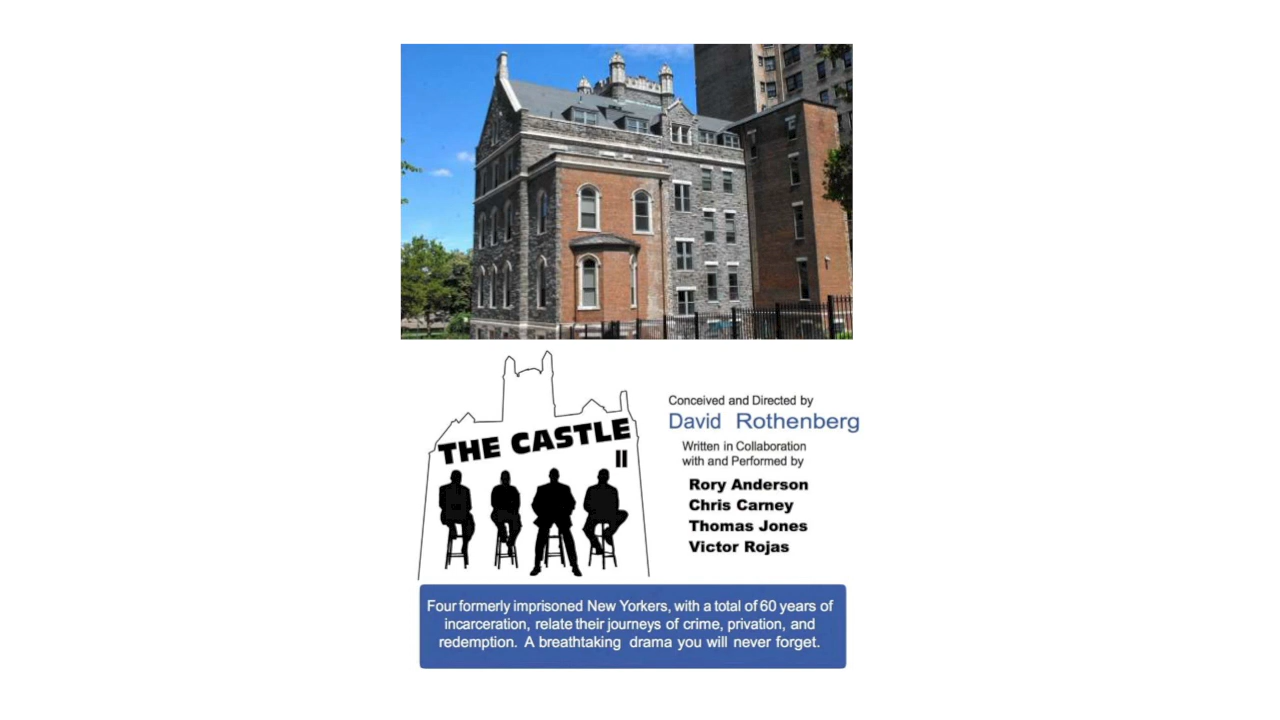 THE CASTLE
II
Conceived and Directed by
David Rothenberg
Written in Collaboration
with and Performed by
Rory Anderson
Chris Carney
Thomas Jones
Victor Rojas
Four formerly imprisoned New Yorkers, with a total of 60 years of
incarceration, relate their journeys of crime, privation, and
redemption. A breathtaking drama you will never forget.